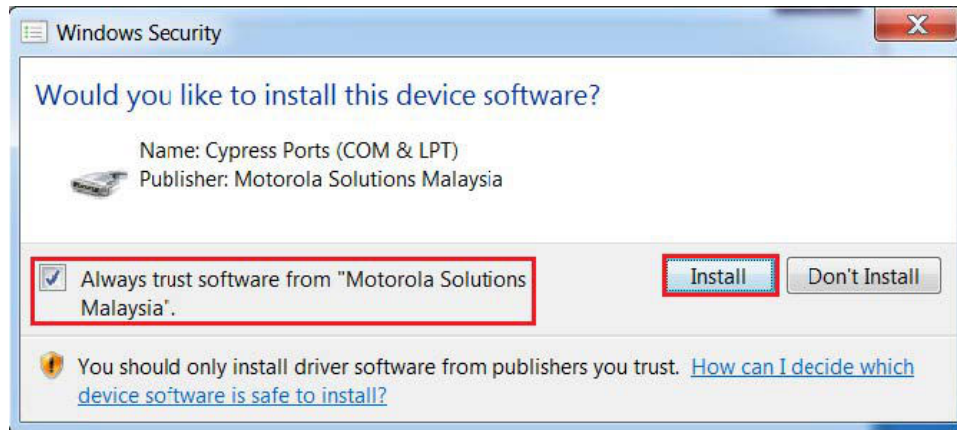 Windows Security
Would you like to install this device software?
Name: Cypress Ports (COM & LPT)
Publisher: Motorola Solutions Malaysia
Always trust software from "Motorola Solutions
Malaysia".
Install
Don't Install
You should only install driver software from publishers you trust. How can I decide which
device software is safe to install?